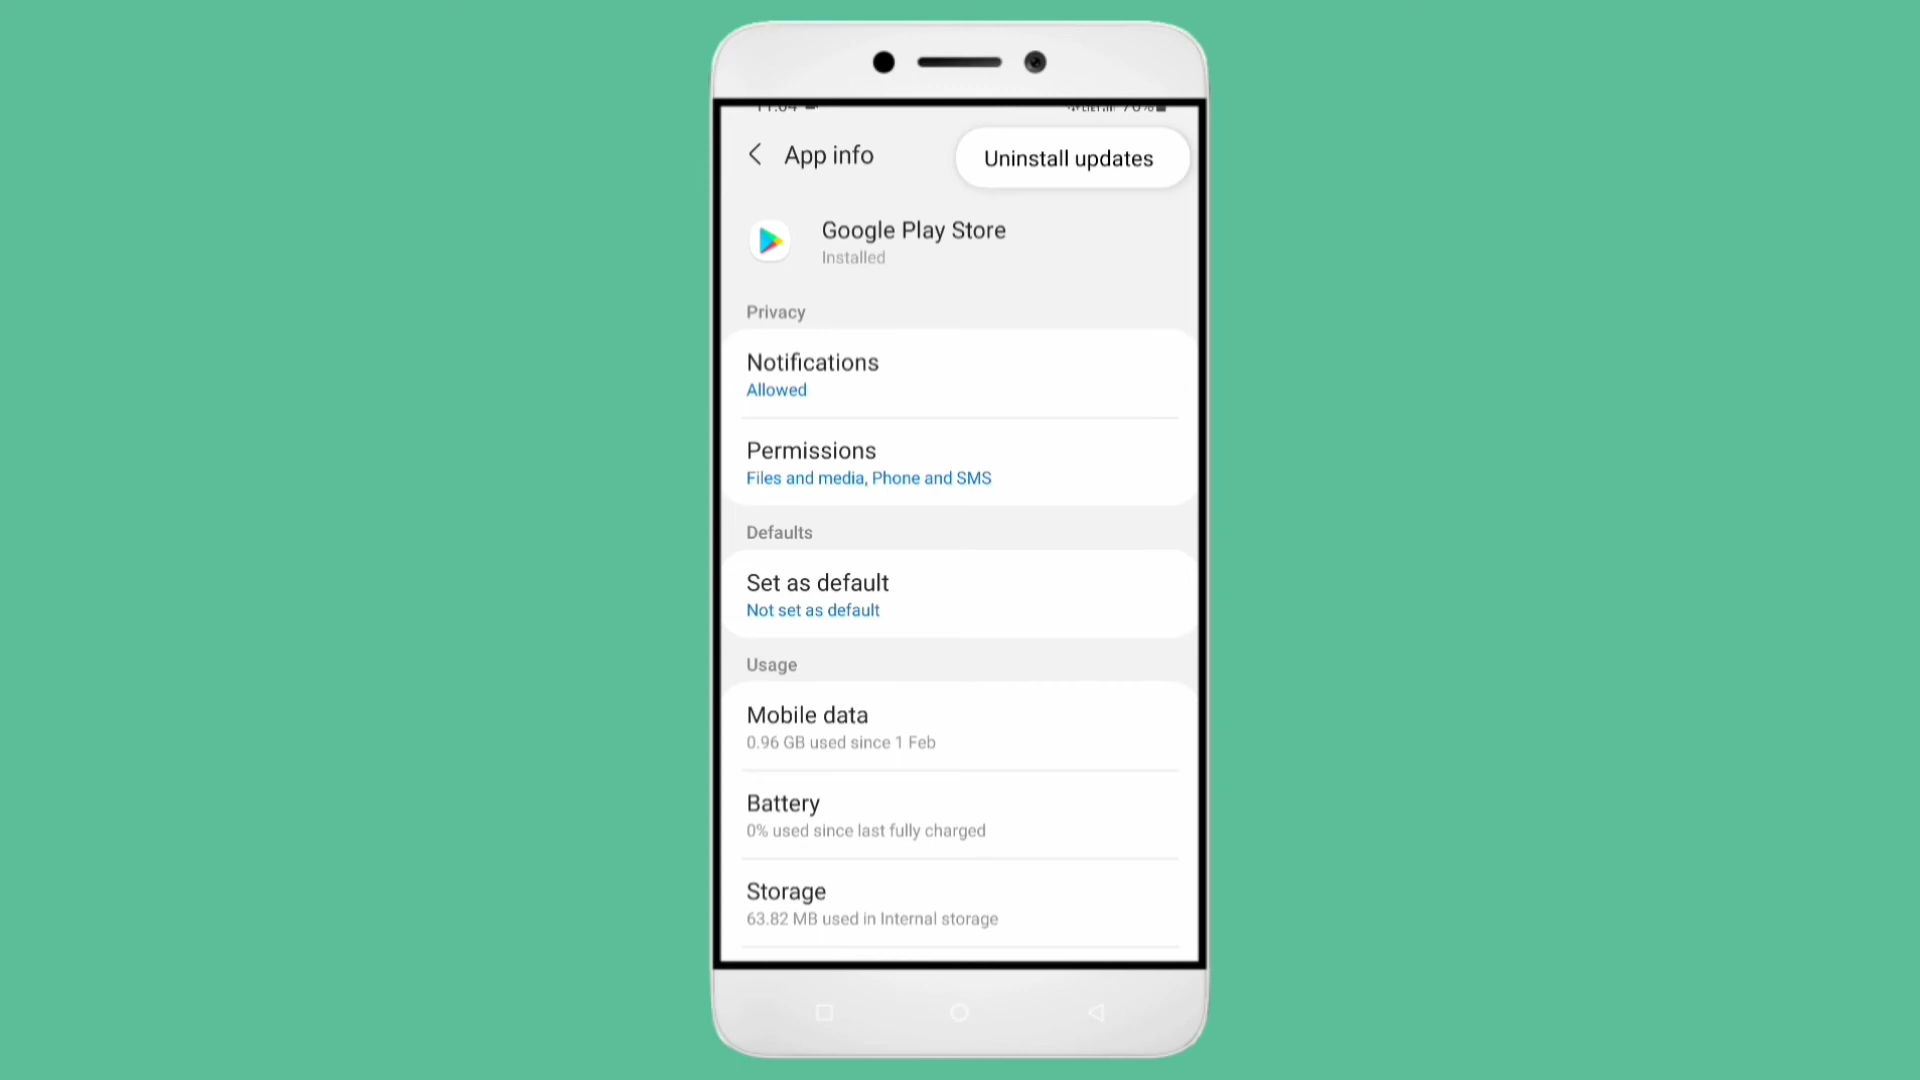 App info
Uninstall updates
Google Play Store
Installed
Privacy
Notifications
Allowed
Permissions
Files and media, Phone and SMS
Defaults
Set as default
Not set as default
Usage
Mobile data
0.96 GB used since 1 Feb
Battery
0% used since last fully charged
Storage
63.82 MB used in Internal storage